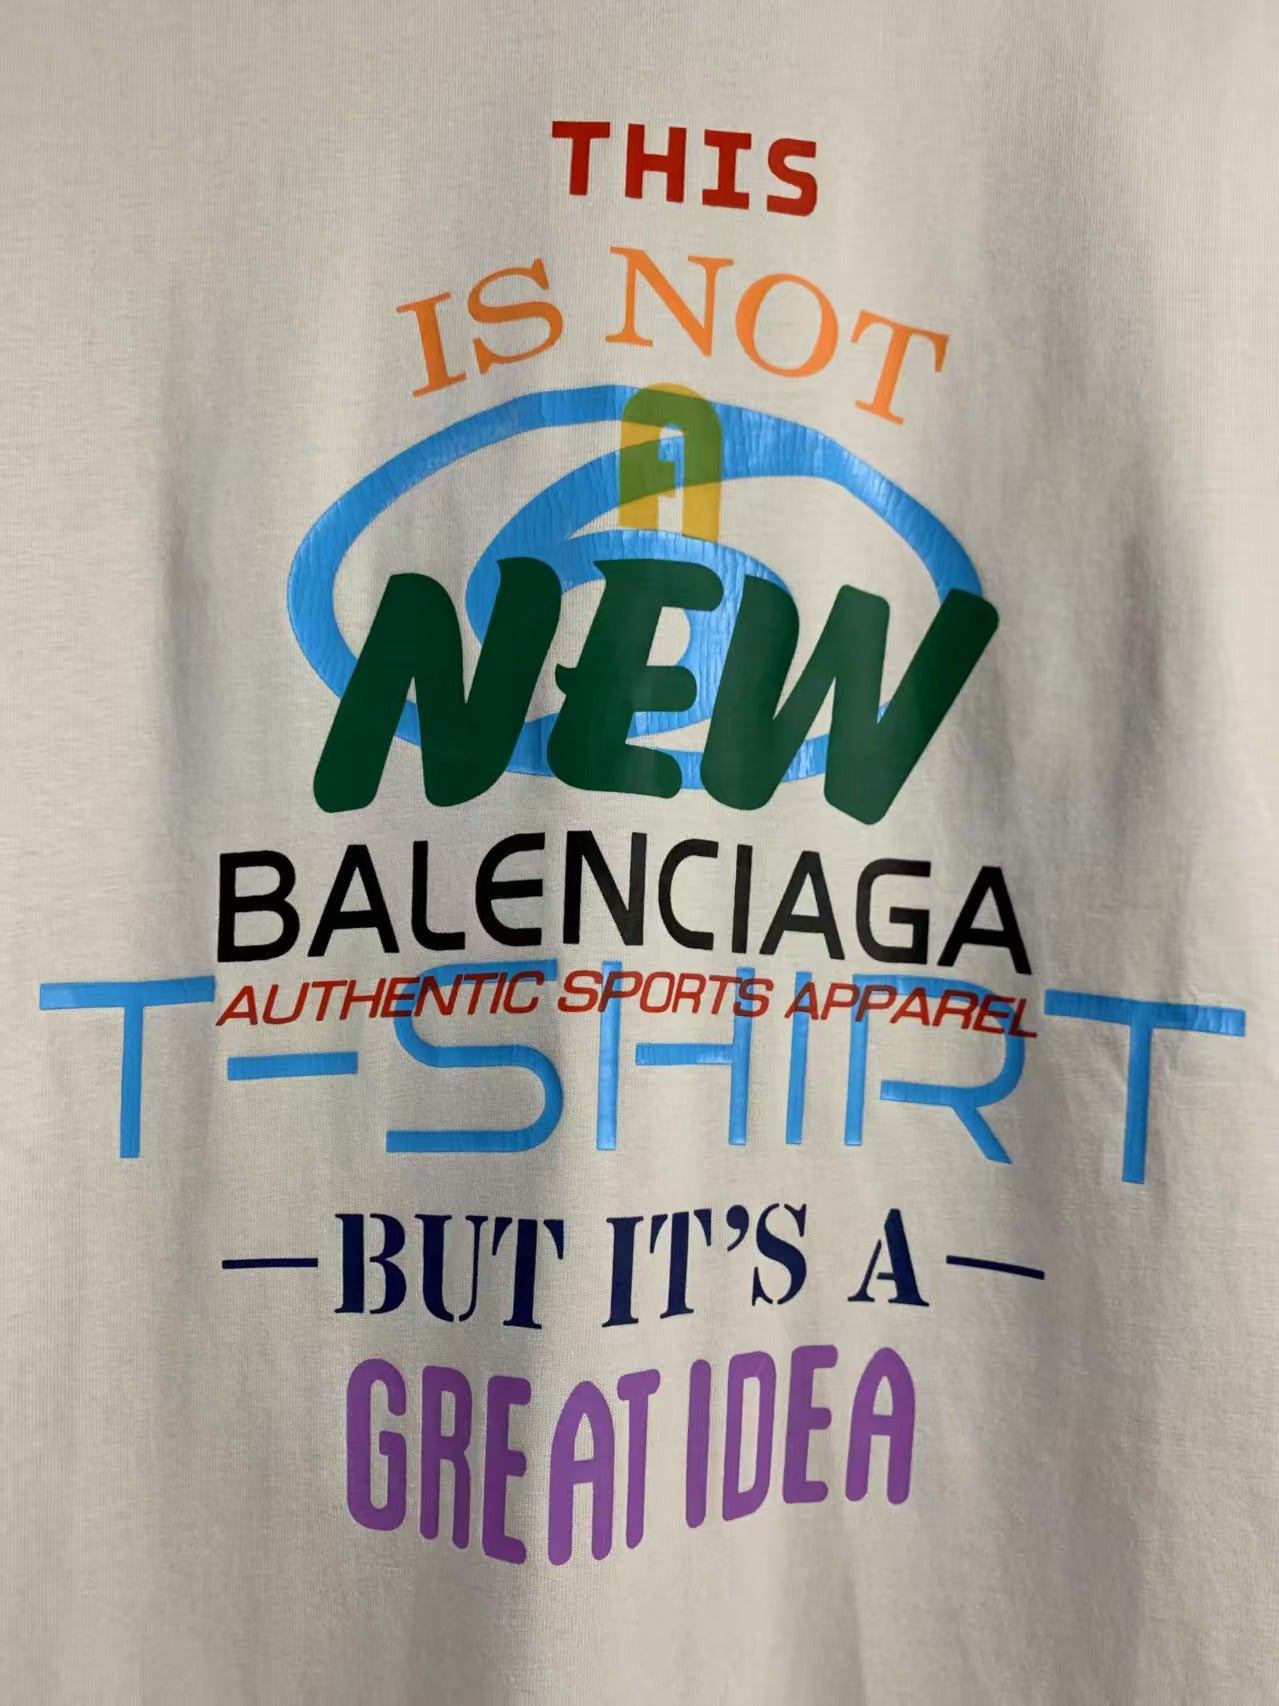 THIS
IS NOT
A
NEW
BALENCIAGA
AUTHENTIC SPORTS APPAREL
T-SHIRT
—BUT IT'S A—
GREAT IDEA